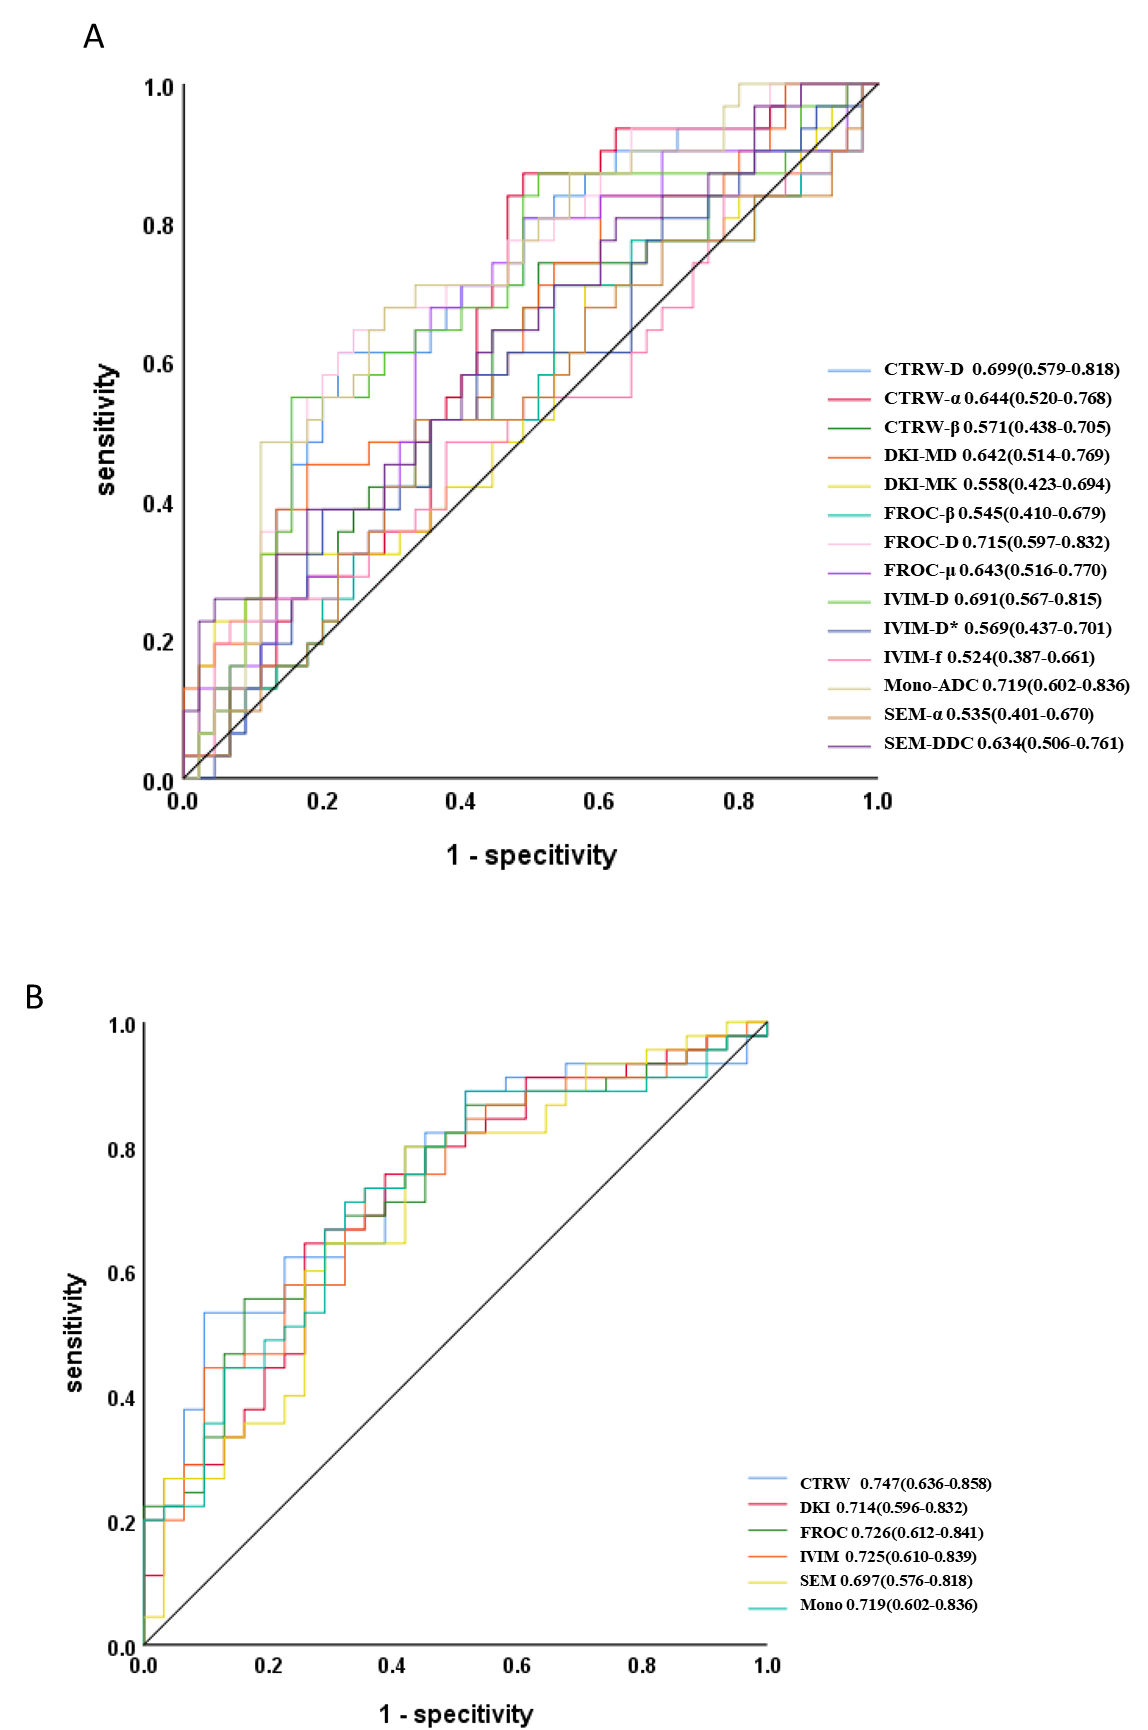 A
1.0
0.8
0.6
0.4
0.2
0.0
sensitivity
0.0 0.2 0.4 0.6 0.8 1.0
1 - specitivity
CTRW-D 0.699(0.579-0.818)
CTRW-α 0.644(0.520-0.768)
CTRW-β 0.571(0.438-0.705)
DKI-MD 0.642(0.514-0.769)
DKI-MK 0.558(0.423-0.694)
FROC-β 0.545(0.410-0.679)
FROC-D 0.715(0.597-0.832)
FROC-μ 0.643(0.516-0.770)
IVIM-D 0.691(0.567-0.815)
IVIM-D* 0.569(0.437-0.701)
IVIM-f 0.524(0.387-0.661)
Mono-ADC 0.719(0.602-0.836)
SEM-α 0.535(0.401-0.670)
SEM-DDC 0.634(0.506-0.761)
B
1.0
0.8
0.6
0.4
0.2
0.0
sensitivity
0.0 0.2 0.4 0.6 0.8 1.0
1 - specitivity
CTRW 0.747(0.636-0.858)
DKI 0.714(0.596-0.832)
FROC 0.726(0.612-0.841)
IVIM 0.725(0.610-0.839)
SEM 0.697(0.576-0.818)
Mono 0.719(0.602-0.836)